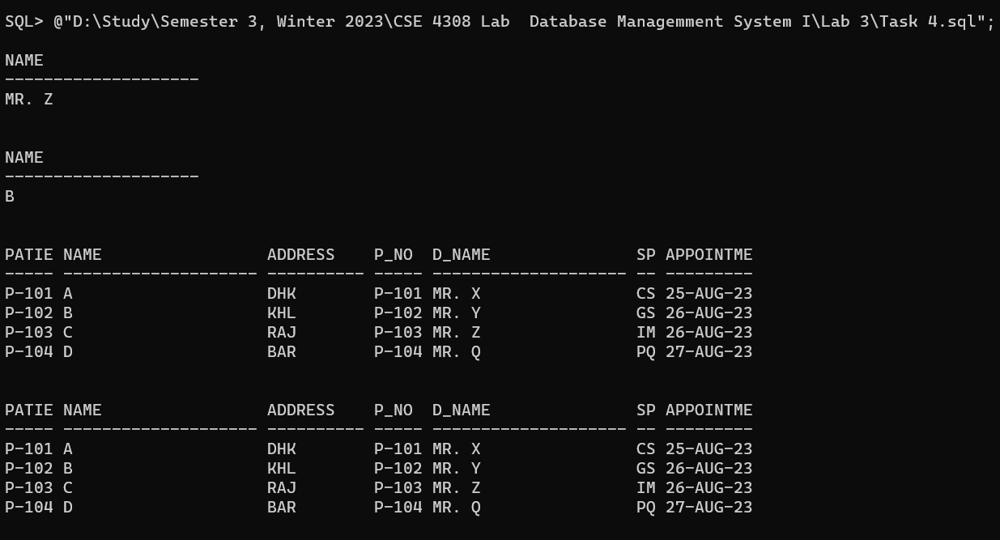 SQL> @"D:\Study\Semester 3, Winter 2023\CSE 4308 Lab  Database Managemment System I\Lab 3\Task 4.sql";
NAME
--------------------
MR. Z
NAME
--------------------
B
PATIE NAME                 ADDRESS    P_NO  D_NAME               SP APPOINTME
----- -------------------- ---------- ----- -------------------- -- ---------
P-101 A                    DHK        P-101 MR. X                CS 25-AUG-23
P-102 B                    KHL        P-102 MR. Y                GS 26-AUG-23
P-103 C                    RAJ        P-103 MR. Z                IM 26-AUG-23
P-104 D                    BAR        P-104 MR. Q                PQ 27-AUG-23
PATIE NAME                 ADDRESS    P_NO  D_NAME               SP APPOINTME
----- -------------------- ---------- ----- -------------------- -- ---------
P-101 A                    DHK        P-101 MR. X                CS 25-AUG-23
P-102 B                    KHL        P-102 MR. Y                GS 26-AUG-23
P-103 C                    RAJ        P-103 MR. Z                IM 26-AUG-23
P-104 D                    BAR        P-104 MR. Q                PQ 27-AUG-23